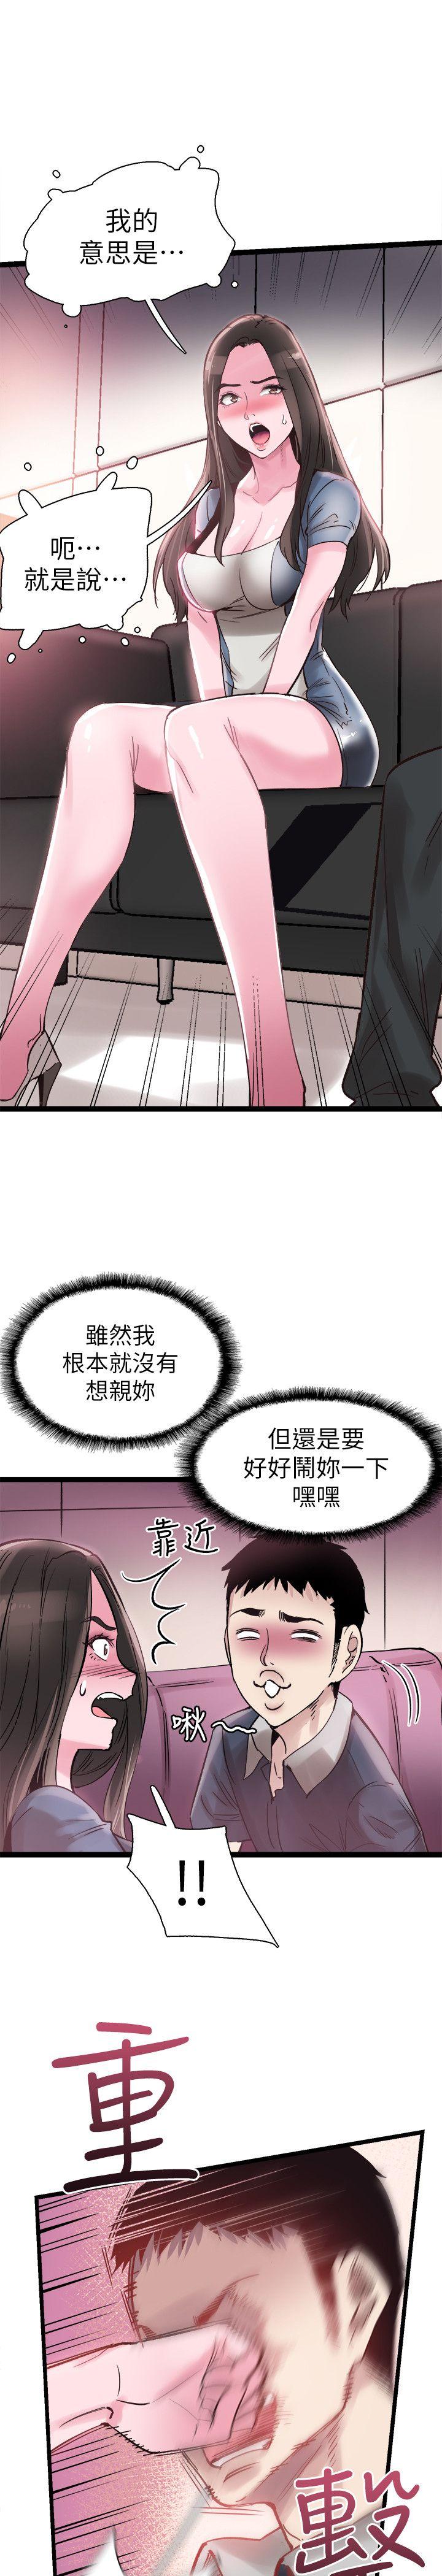 我的
意思是…
呃…
就是說…
雖然我
根本就沒有
想親妳
但還是要
好好鬧妳一下
嘿嘿
靠近
啾~
!!
重
擊